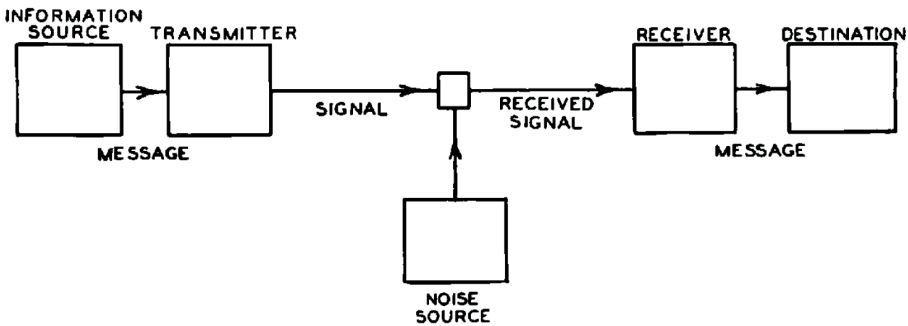 INFORMATION
SOURCE
TRANSMITTER
RECEIVER
DESTINATION
SIGNAL
RECEIVED
SIGNAL
MESSAGE
MESSAGE
NOISE
SOURCE